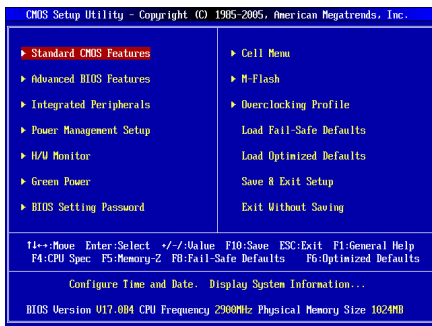 CMOS Setup Utility - Copyright (C) 1985-2005, American Megatrends, Inc.
▶ Standard CMOS Features
▶ Advanced BIOS Features
▶ Integrated Peripherals
▶ Power Management Setup
▶ H/W Monitor
▶ Green Power
▶ BIOS Setting Password
▶ Cell Menu
▶ M-Flash
▶ Overclocking Profile
Load Fail-Safe Defaults
Load Optimized Defaults
Save & Exit Setup
Exit Without Saving
↑↓←→:Move Enter:Select +/-/:Value F10:Save ESC:Exit F1:General Help
F4:CPU Spec F5:Memory-Z F8:Fail-Safe Defaults F6:Optimized Defaults
Configure Time and Date. Display System Information...
BIOS Version V17.0B4 CPU Frequency 2900MHz Physical Memory Size 1024MB